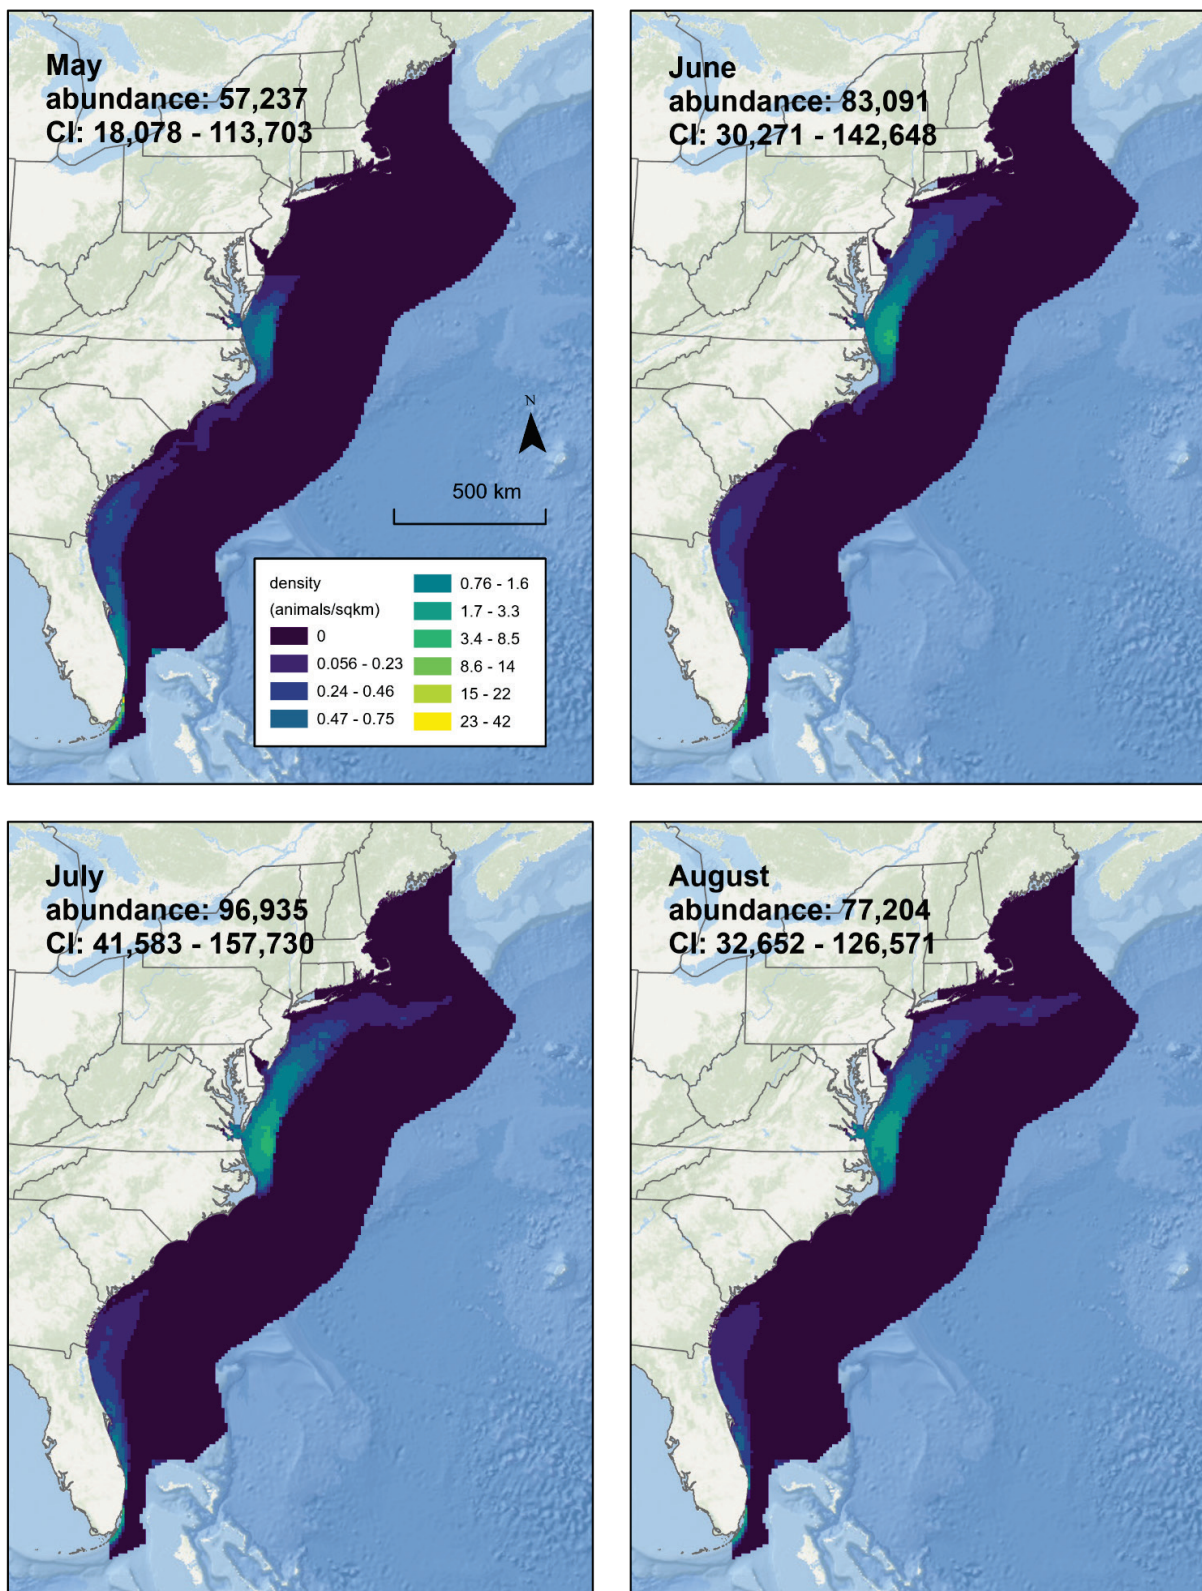 May
abundance: 57,237
CI: 18,078 - 113,703
N
500 km
density
(animals/sqkm)
0
0.056 - 0.23
0.24 - 0.46
0.47 - 0.75
0.76 - 1.6
1.7 - 3.3
3.4 - 8.5
8.6 - 14
15 - 22
23 - 42
June
abundance: 83,091
CI: 30,271 - 142,648
July
abundance: 96,935
CI: 41,583 - 157,730
August
abundance: 77,204
CI: 32,652 - 126,571